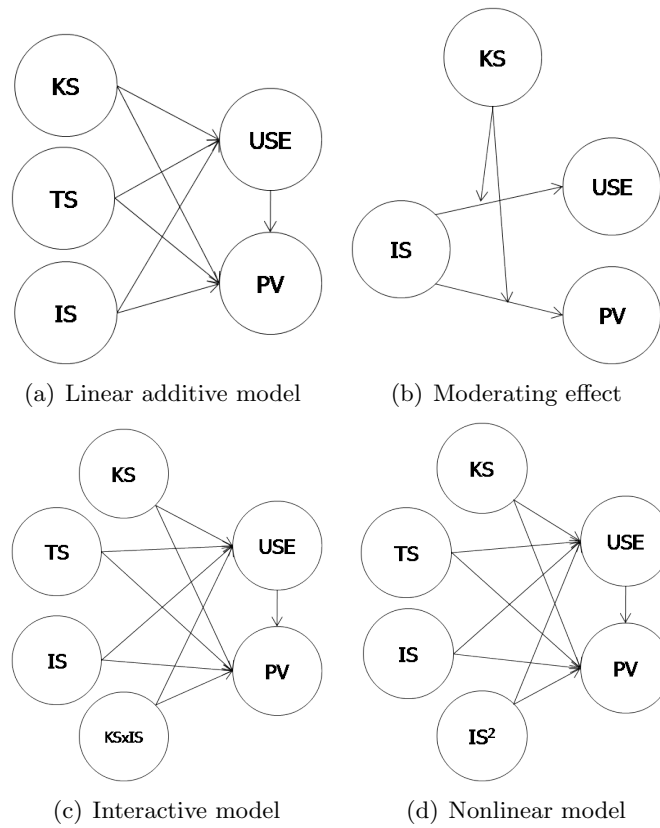 KS
TS
IS
USE
PV
(a) Linear additive model
KS
IS
USE
PV
(b) Moderating effect
KS
TS
IS
KSxIS
USE
PV
(c) Interactive model
KS
TS
IS
IS²
USE
PV
(d) Nonlinear model